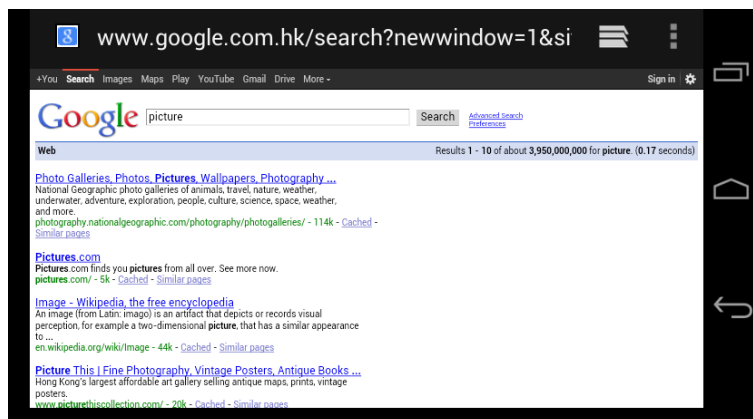 www.google.com.hk/search?newwindow=1&si
+You Search Images Maps Play YouTube Gmail Drive More Sign in
Google picture Search Advanced Search
Preferences
Web Results 1 - 10 of about 3,950,000,000 for picture. (0.17 seconds)
Photo Galleries, Photos, Pictures, Wallpapers, Photography ...
National Geographic photo galleries of animals, travel, nature, weather,
underwater, adventure, exploration, people, culture, science, space, weather,
and more.
photography.nationalgeographic.com/photography/photogalleries/ - 114k - Cached -
Similar pages
Pictures.com
Pictures.com finds you pictures from all over. See more now.
pictures.com/ - 5k - Cached - Similar pages
Image - Wikipedia, the free encyclopedia
An image (from Latin: imago) is an artifact that depicts or records visual
perception, for example a two-dimensional picture, that has a similar appearance
to ...
en.wikipedia.org/wiki/Image - 44k - Cached - Similar pages
Picture This | Fine Photography, Vintage Posters, Antique Books ...
Hong Kong's largest affordable art gallery selling antique maps, prints, vintage
posters.
www.picturethiscollection.com/ - 20k - Cached - Similar pages